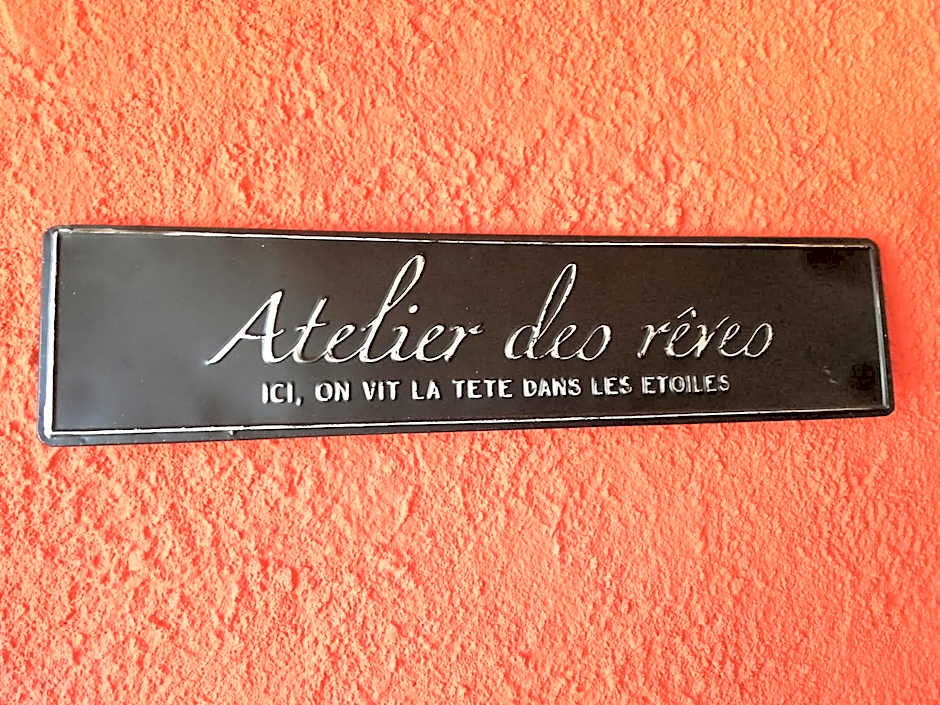 Atelier des rêves
ICI, ON VIT LA TETE DANS LES ETOILES